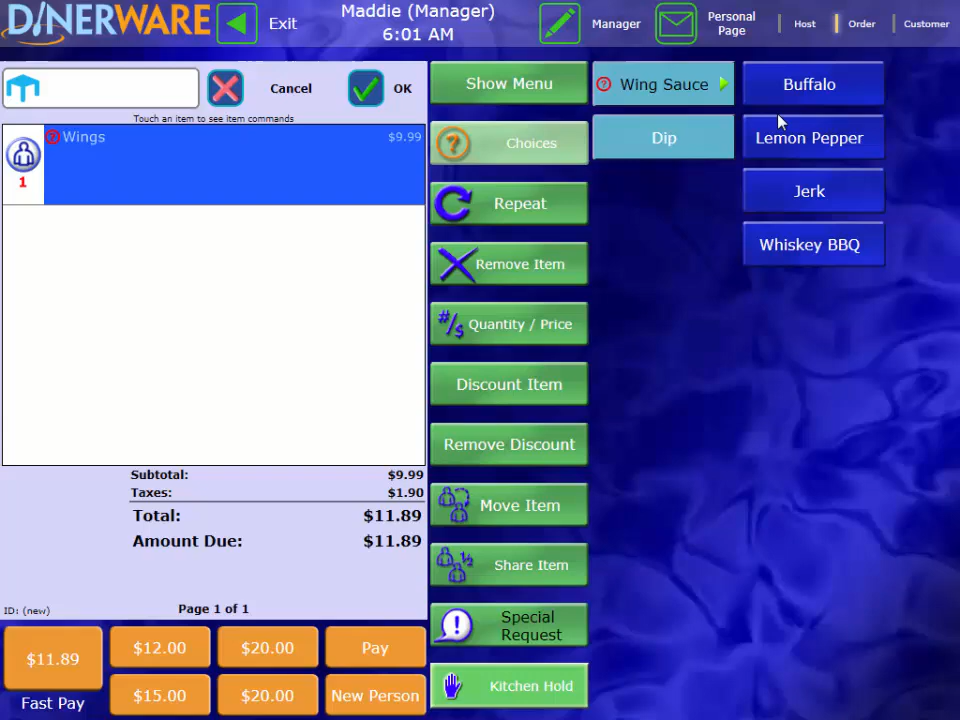 DINERWARE
Exit
Maddie (Manager)
6:01 AM
Manager
Personal
Page
Host
Order
Customer
Cancel
OK
Touch an item to see item commands
1
? Wings $9.99
Subtotal: $9.99
Taxes: $1.90
Total: $11.89
Amount Due: $11.89
ID: (new)
Page 1 of 1
$11.89
Fast Pay
$12.00
$20.00
Pay
$15.00
$20.00
New Person
Show Menu
? Choices
Repeat
Remove Item
#/$ Quantity / Price
Discount Item
Remove Discount
Move Item
1/2 Share Item
! Special
Request
Kitchen Hold
? Wing Sauce
Dip
Buffalo
Lemon Pepper
Jerk
Whiskey BBQ